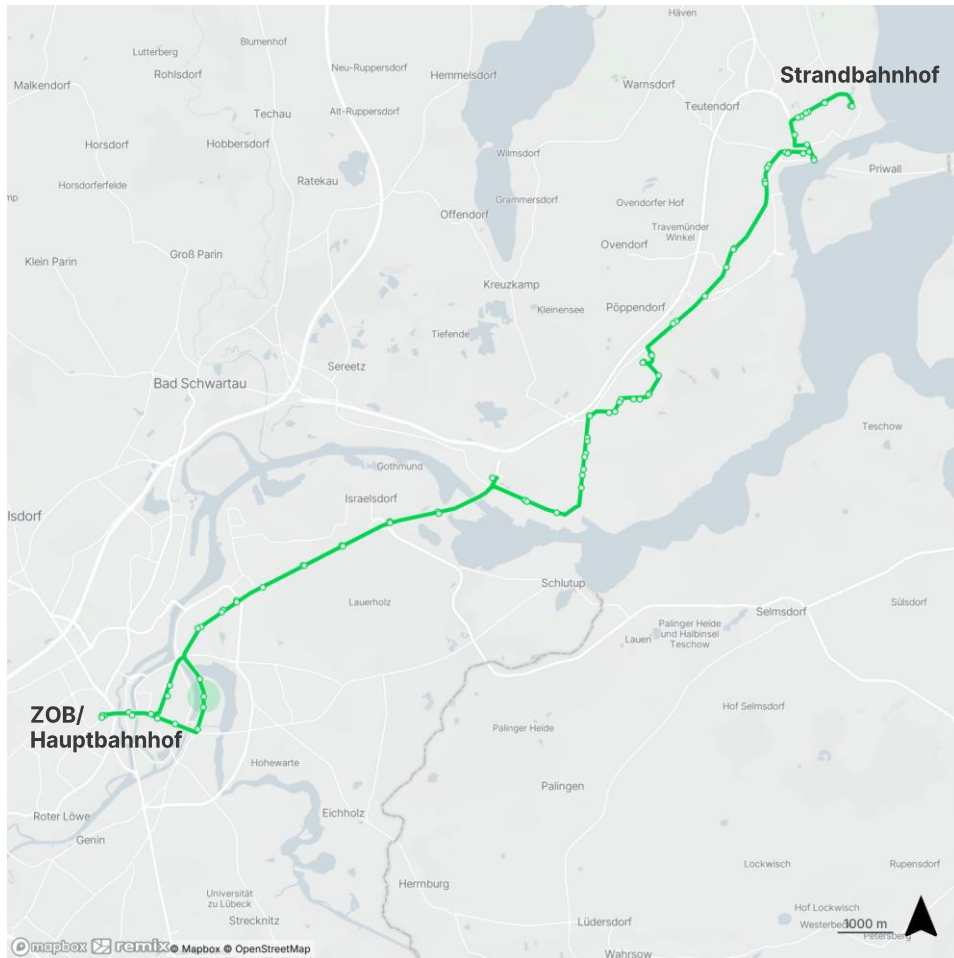 Häven
Blumenhof
Lutterberg
Neu-Ruppersdorf
Rohlsdorf
Hemmelsdorf
Strandbahnhof
Malkendorf
Warnsdorf
Teutendorf
Techau
Alt-Ruppersdorf
Horsdorf
Hobbersdorf
Wilmsdorf
Ratekau
Priwall
Horsdorferfelde
mp
Grammersdorf
Ovendorfer Hof
Offendorf
Travemünder
Winkel
Ovendorf
Groß Parin
Klein Parin
Kreuzkamp
Kleinensee
Pöppendorf
Tiefende
Sereetz
Bad Schwartau
Teschow
Gothmund
Israelsdorf
lsdorf
Schlutup
Lauerholz
Sülsdorf
Selmsdorf
Palinger Heide
und Halbinsel
Teschow
Lauen
Hof Selmsdorf
ZOB/
Hauptbahnhof
Palinger Heide
Hohewarte
Palingen
Roter Löwe
Eichholz
Genin
Lockwisch
Rupensdorf
Herrnburg
Universität
zu Lübeck
Strecknitz
Hof Lockwisch
Lüdersdorf
1000 m
Petersberg
mapbox remix © Mapbox © OpenStreetMap
Wahrsow